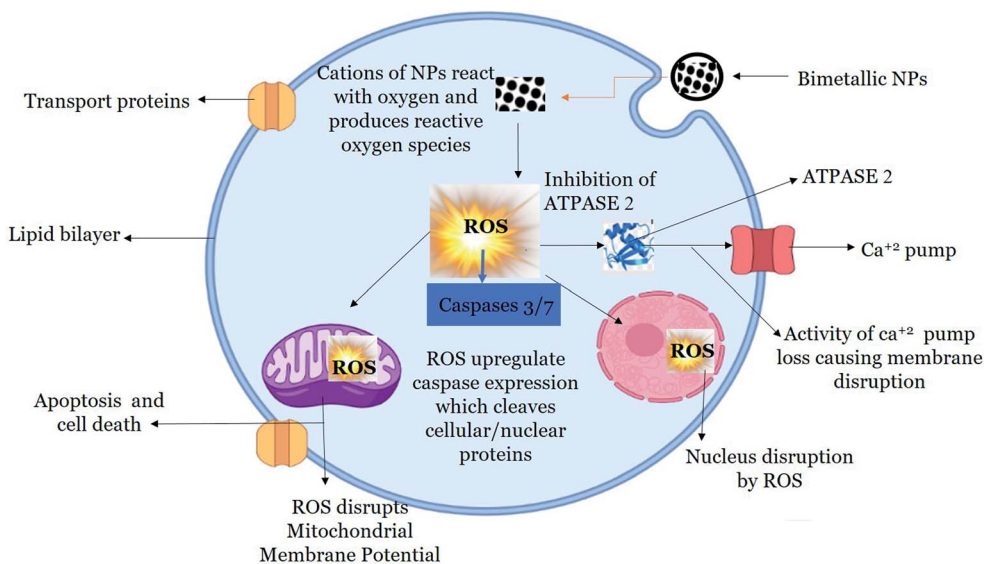 Cations of NPs react
with oxygen and
produces reactive
oxygen species
Bimetallic NPs
Transport proteins
Inhibition of
ATPASE 2
ATPASE 2
ROS
Lipid bilayer
Ca+2 pump
Caspases 3/7
ROS
ROS
Activity of ca+2 pump
loss causing membrane
disruption
ROS upregulate
caspase expression
which cleaves
cellular/nuclear
proteins
Apoptosis and
cell death
Nucleus disruption
by ROS
ROS disrupts
Mitochondrial
Membrane Potential